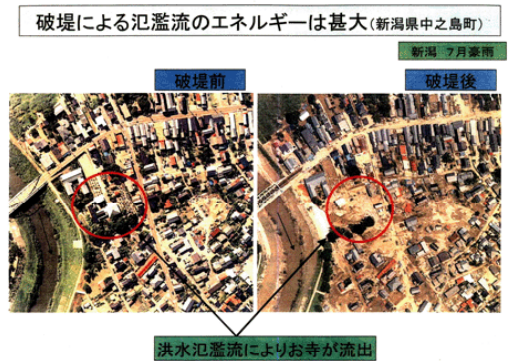 破堤による氾濫流のエネルギーは甚大(新潟県中之島町)
新潟 7月豪雨
破堤前
破堤後
洪水氾濫流によりお寺が流出